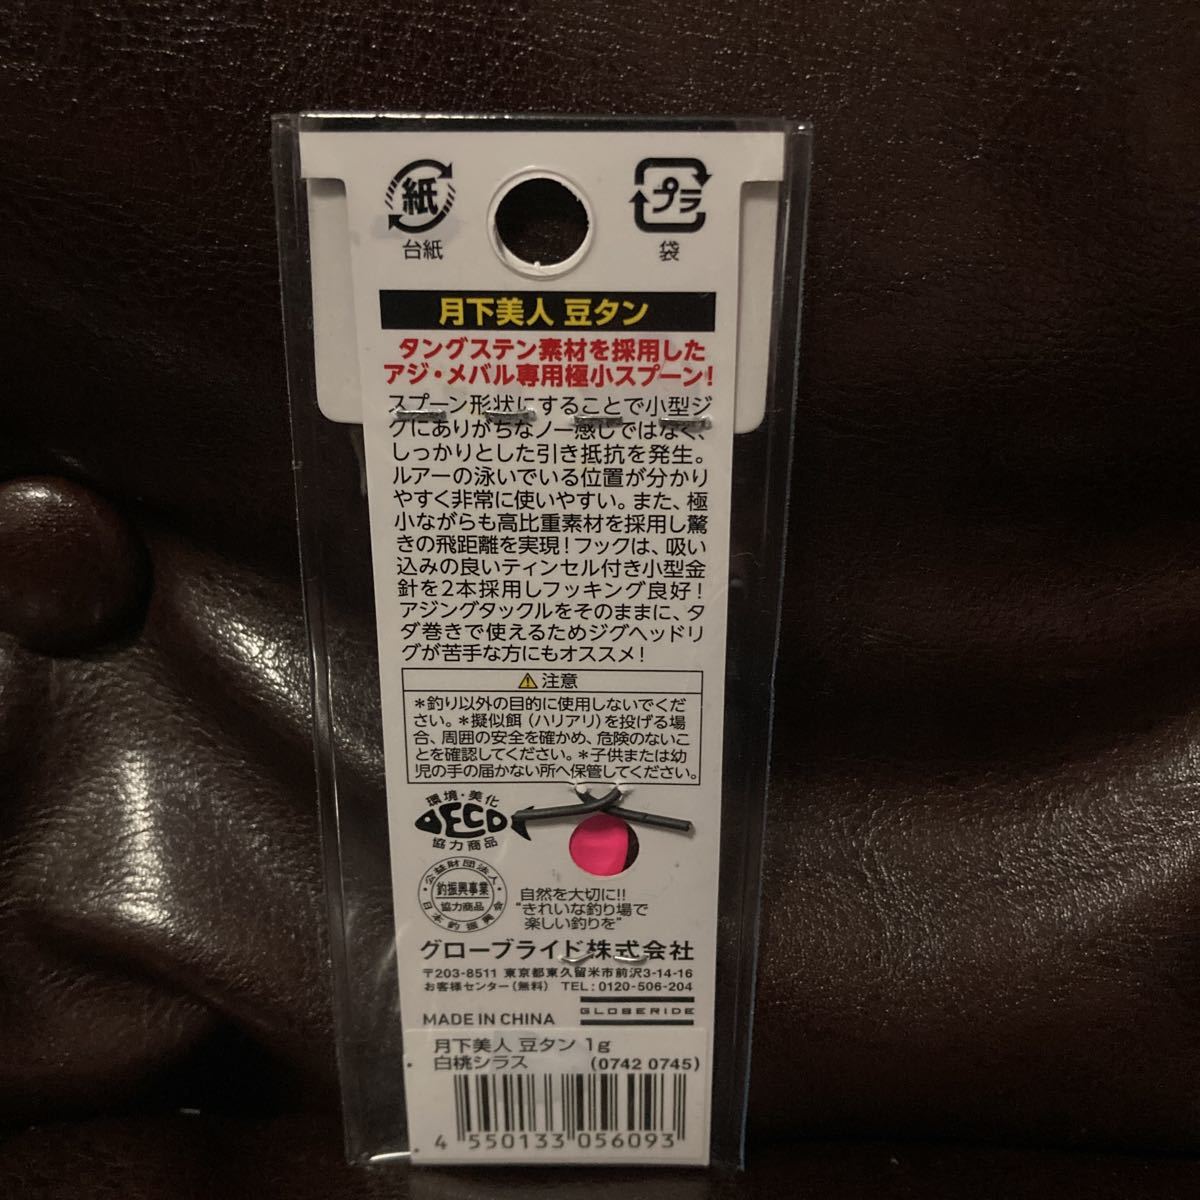 紙
台紙
プラ
袋
月下美人 豆タン
タングステン素材を採用した
アジ・メバル専用極小スプーン!
スプーン形状にすることで小型ジ
グにありがちなノー感じではなく、
しっかりとした引き抵抗を発生。
ルアーの泳いでいる位置が分かり
やすく非常に使いやすい。また、極
小ながらも高比重素材を採用し驚
きの飛距離を実現!フックは、吸い
込みの良いティンセル付き小型金
針を2本採用しフッキング良好!
アジングタックルをそのままに、タ
ダ巻きで使えるためジグヘッドリ
グが苦手な方にもオススメ!
⚠注意
*釣り以外の目的に使用しないでくだ
さい。*擬似餌(ハリアリ)を投げる場
合、周囲の安全を確かめ、危険のないこ
とを確認してください。*子供または幼
児の手の届かない所へ保管してください。
環境・美化
DECO
協力商品
・公益財団法人・
釣振興事業
協力商品
日本釣振興会
自然を大切に!!
"きれいな釣り場で
楽しい釣りを"
グローブライド株式会社
〒203-8511 東京都東久留米市前沢3-14-16
お客様センター(無料) TEL:0120-506-204
MADE IN CHINA
GLOBERIDE
月下美人 豆タン 1g
白桃シラス (0742 0745)
4 550133 056093